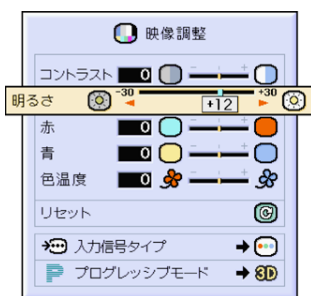 映像調整
コントラスト 0 - +
明るさ -30 +12 +30
赤 0 - +
青 0 - +
色温度 0 - +
リセット
入力信号タイプ
P プログレッシブモード 3D